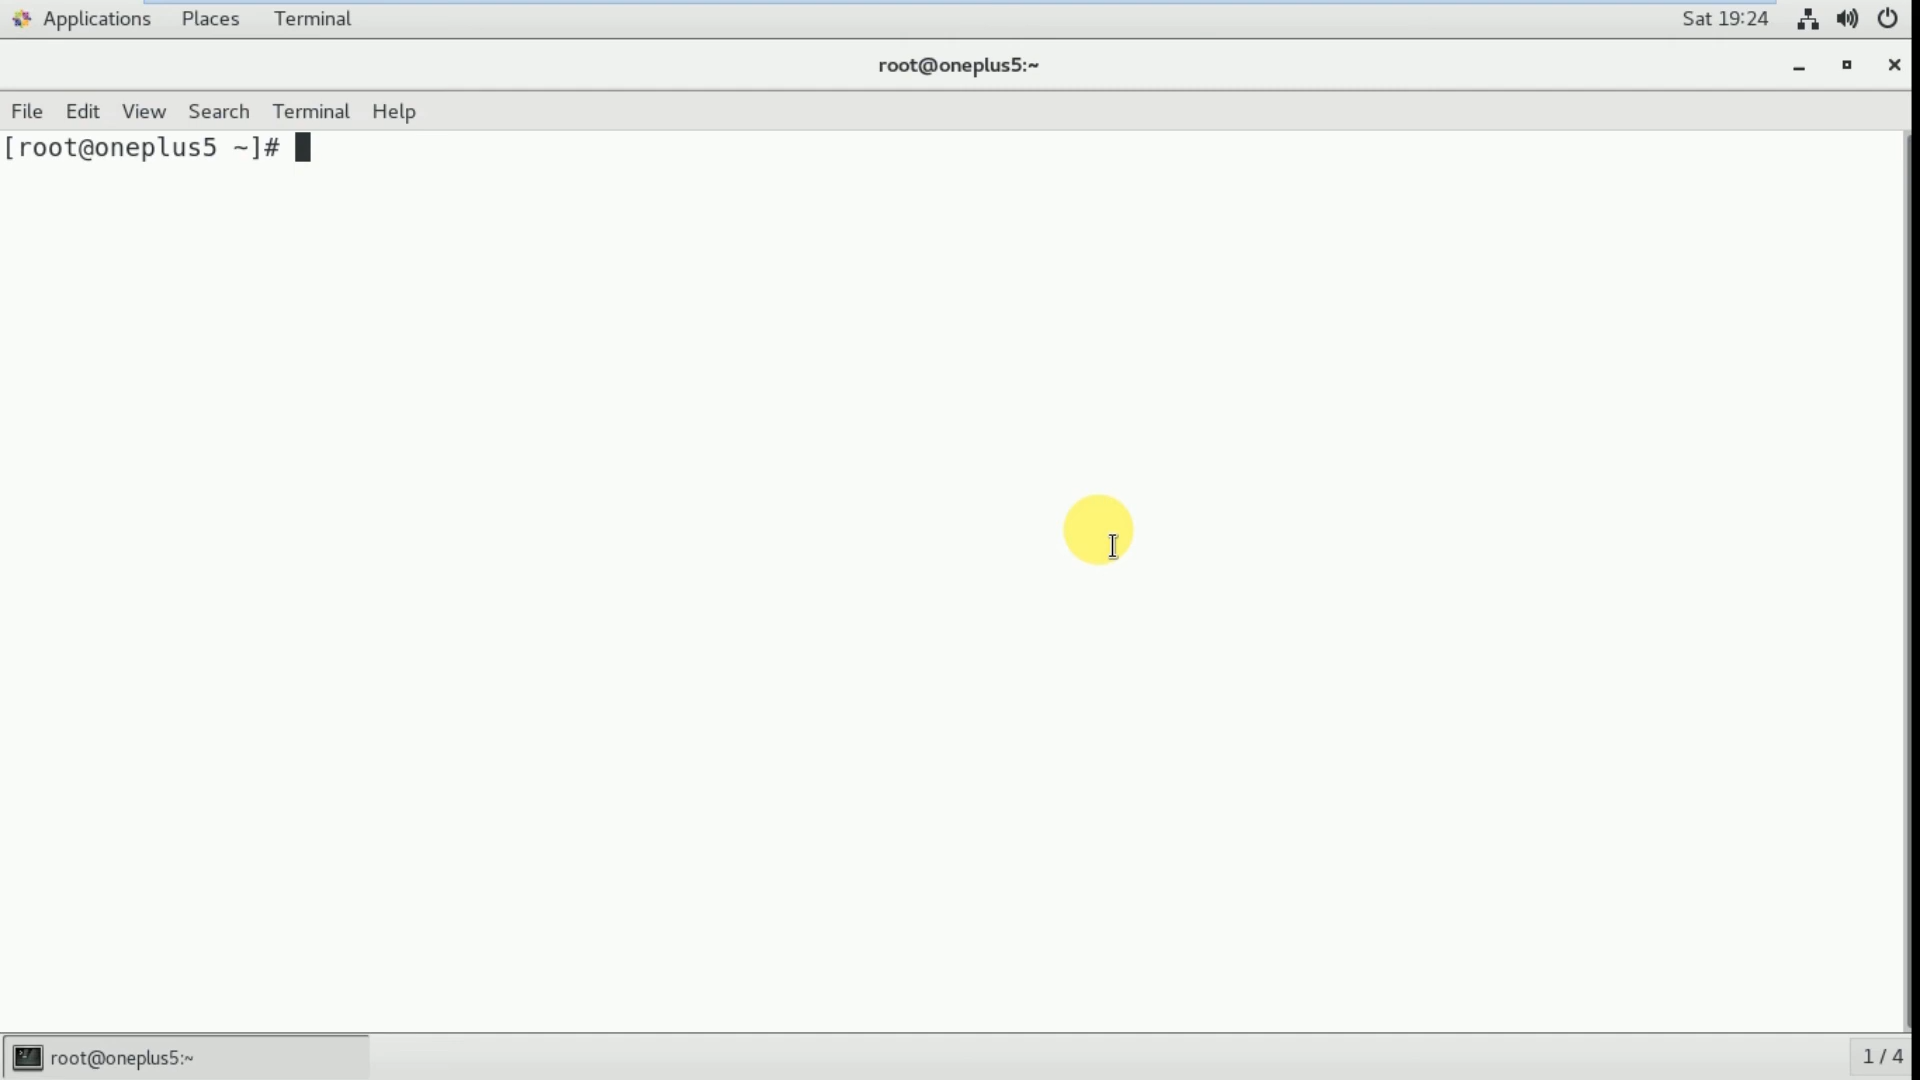 Applications Places Terminal Sat 19:24
root@oneplus5:~
File Edit View Search Terminal Help
[root@oneplus5 ~]#
root@oneplus5:~ 1 / 4